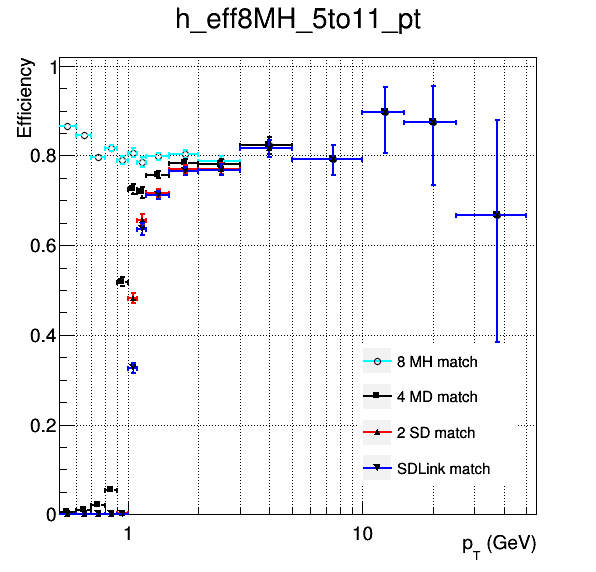 h_eff8MH_5to11_pt
Efficiency
1
0.8
0.6
0.4
0.2
0
8 MH match
4 MD match
2 SD match
SDLink match
1
10
p_T (GeV)